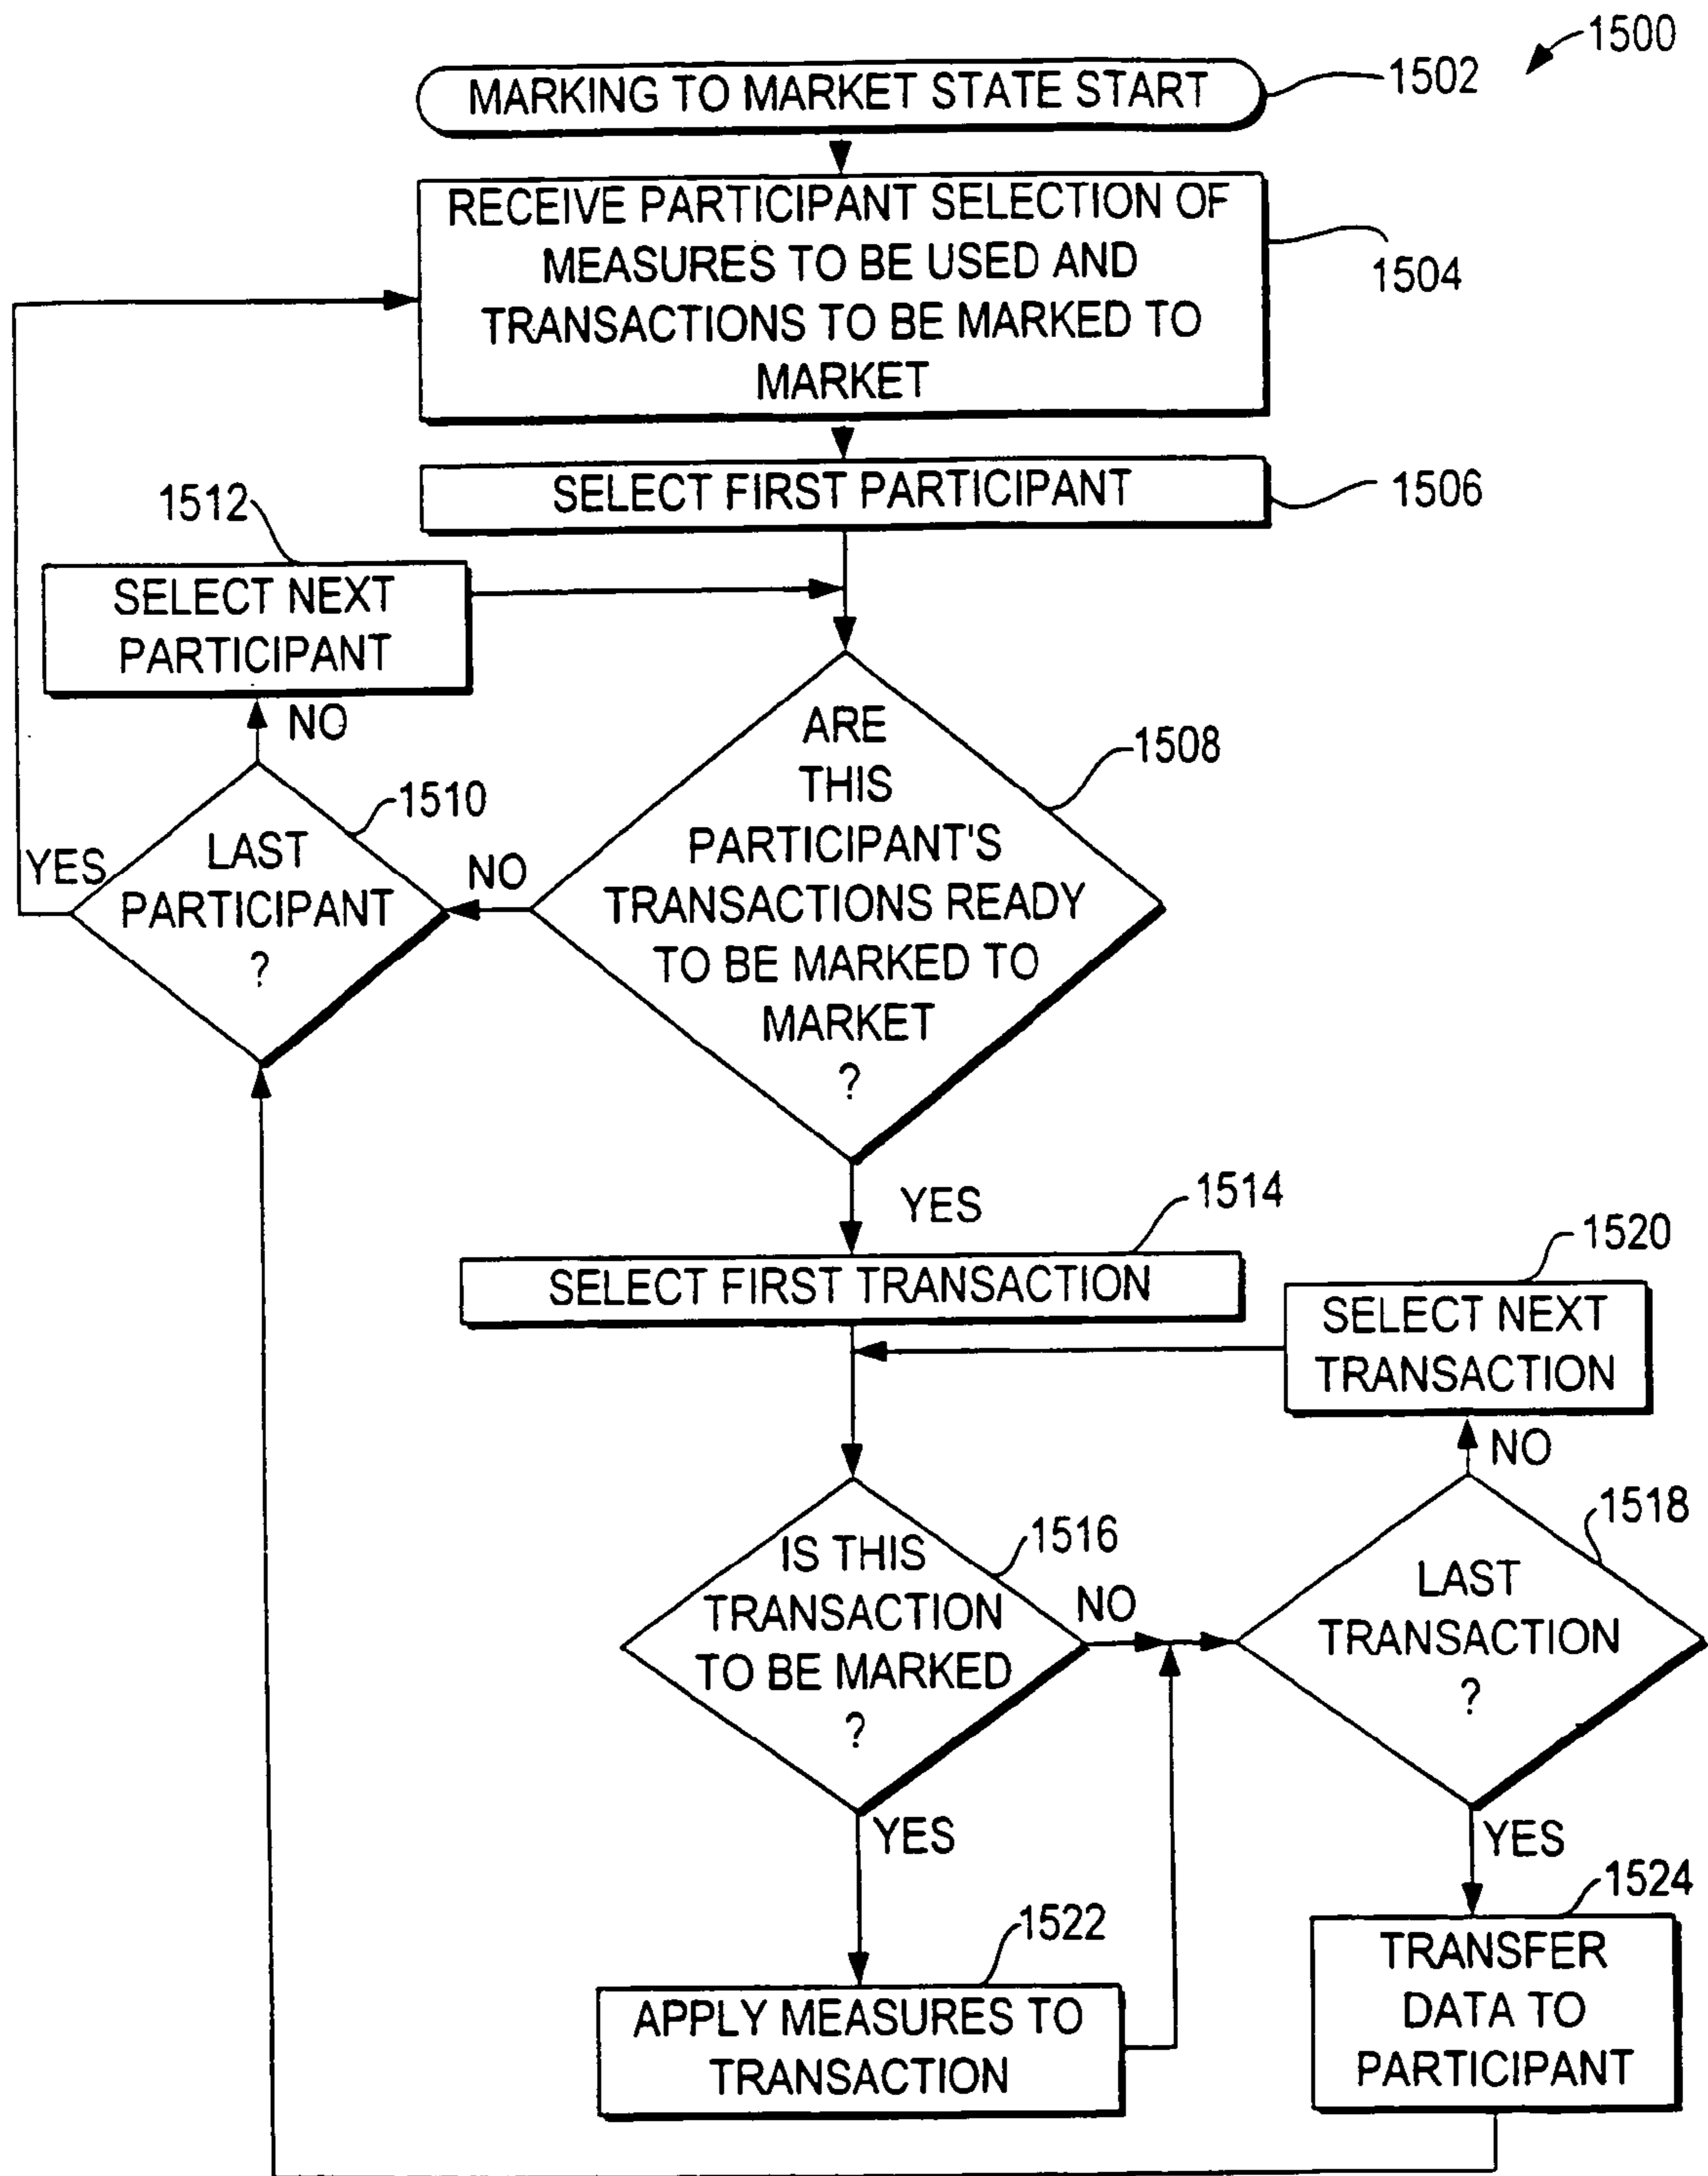 1500
MARKING TO MARKET STATE START
1502
RECEIVE PARTICIPANT SELECTION OF
MEASURES TO BE USED AND
TRANSACTIONS TO BE MARKED TO
MARKET
1504
SELECT FIRST PARTICIPANT
1506
1512
SELECT NEXT
PARTICIPANT
NO
ARE
THIS
PARTICIPANT'S
TRANSACTIONS READY
TO BE MARKED TO
MARKET
?
1508
1510
LAST
PARTICIPANT
?
YES
NO
YES
1514
SELECT FIRST TRANSACTION
1520
SELECT NEXT
TRANSACTION
NO
IS THIS
TRANSACTION
TO BE MARKED
?
1516
NO
1518
LAST
TRANSACTION
?
YES
YES
1522
APPLY MEASURES TO
TRANSACTION
1524
TRANSFER
DATA TO
PARTICIPANT